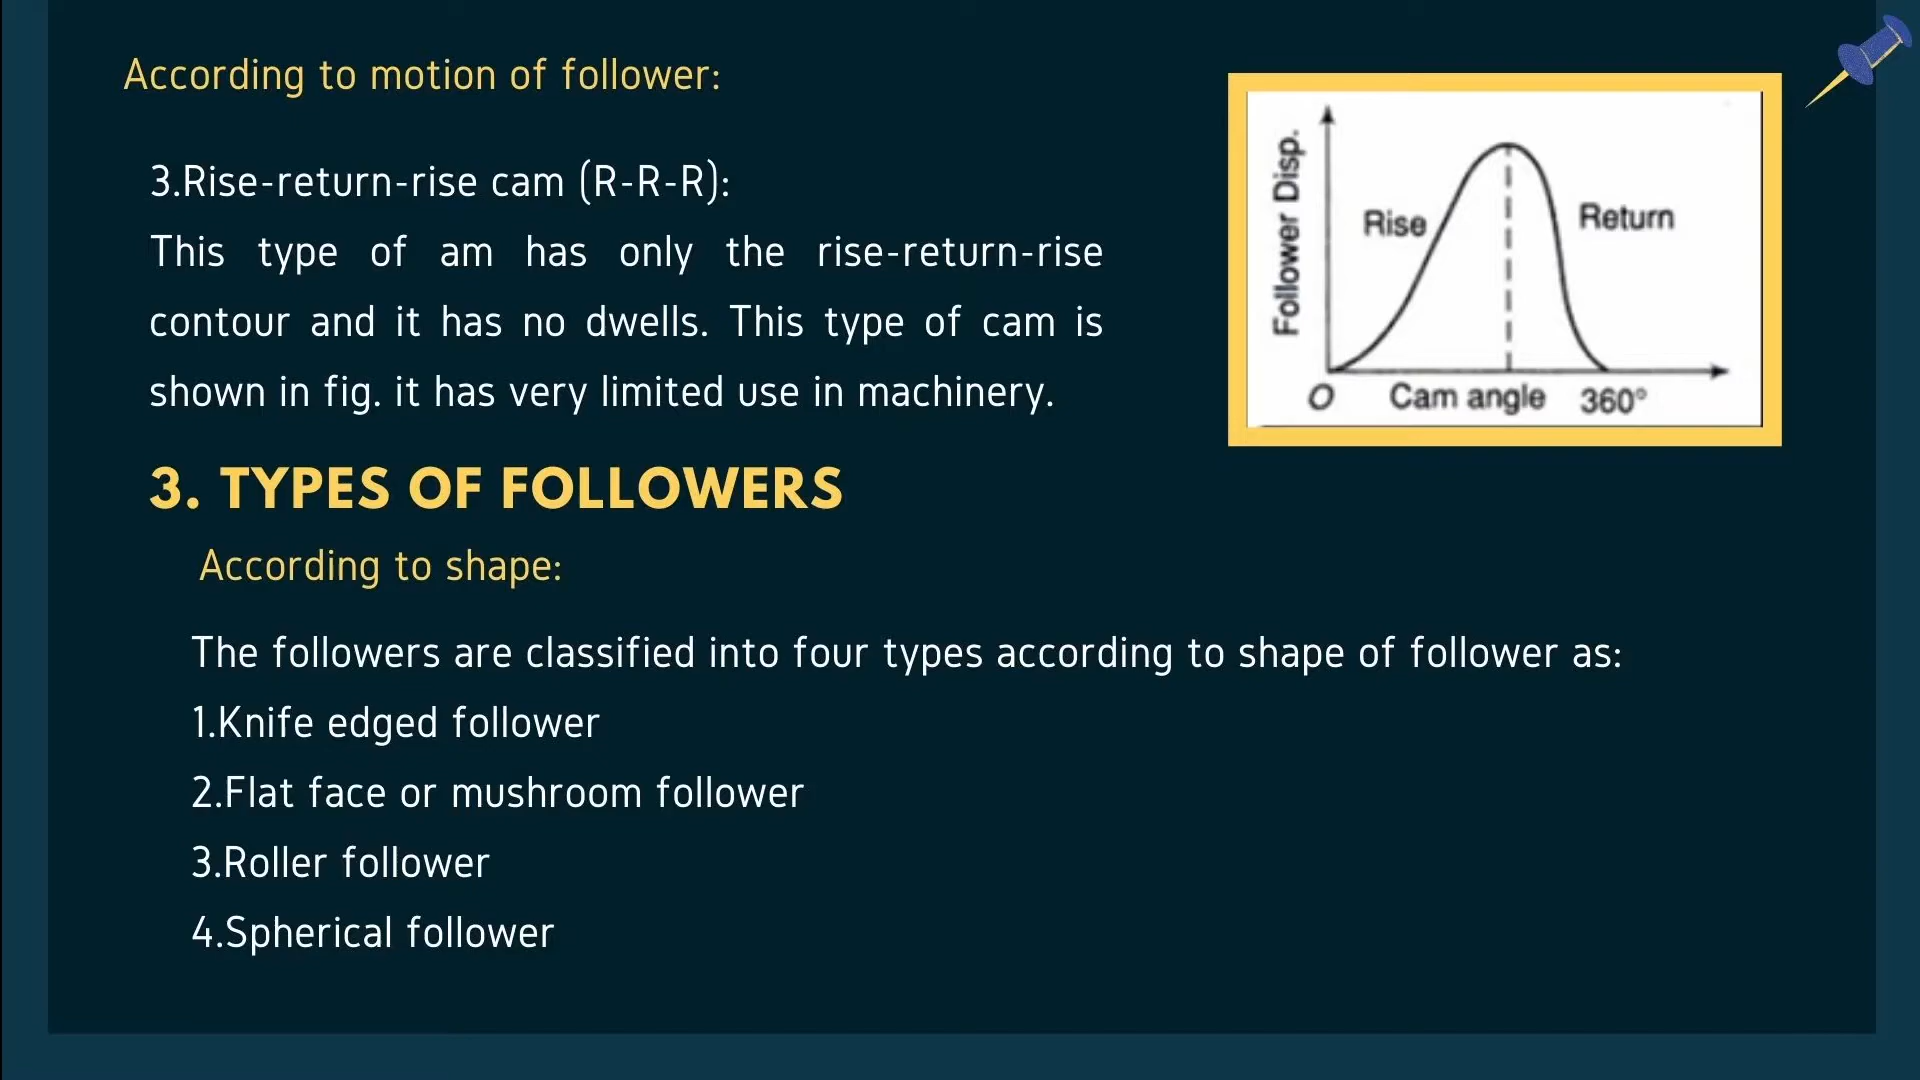 According to motion of follower:
3.Rise-return-rise cam (R-R-R):
This type of am has only the rise-return-rise
contour and it has no dwells. This type of cam is
shown in fig. it has very limited use in machinery.
Follower Disp.
Rise
Return
O
Cam angle
360°
3. TYPES OF FOLLOWERS
According to shape:
The followers are classified into four types according to shape of follower as:
1.Knife edged follower
2.Flat face or mushroom follower
3.Roller follower
4.Spherical follower